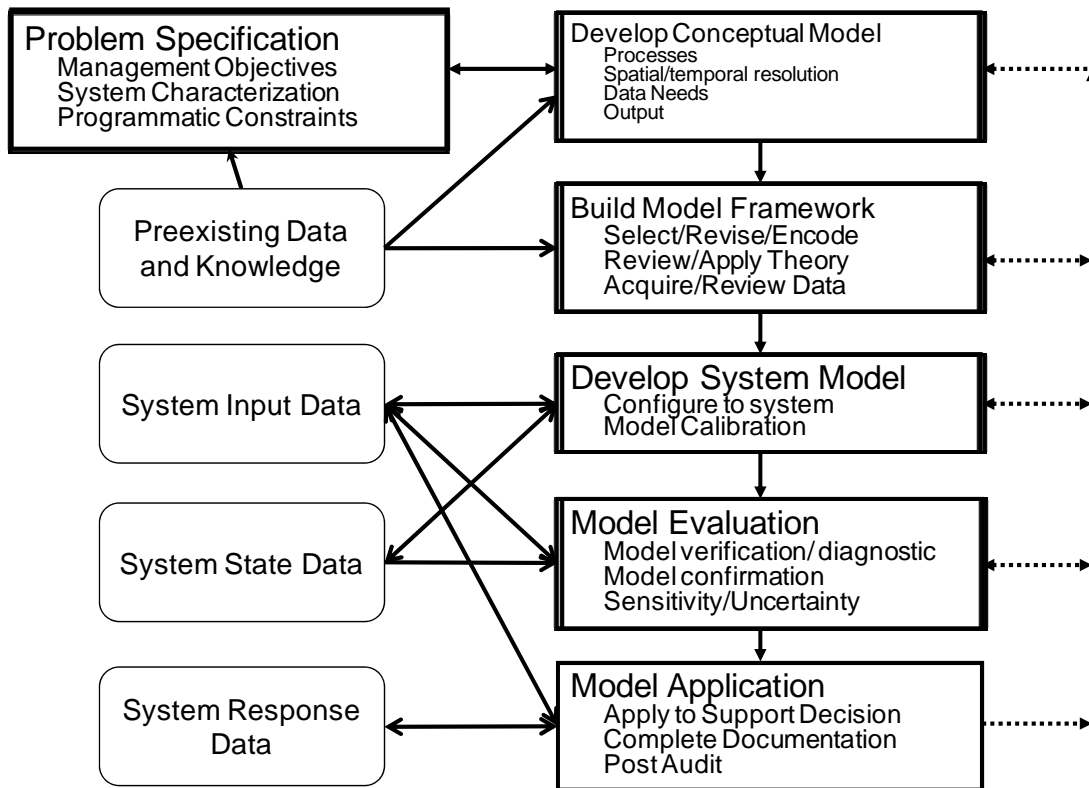 Problem Specification
Management Objectives
System Characterization
Programmatic Constraints
Develop Conceptual Model
Processes
Spatial/temporal resolution
Data Needs
Output
Preexisting Data
and Knowledge
Build Model Framework
Select/Revise/Encode
Review/Apply Theory
Acquire/Review Data
System Input Data
Develop System Model
Configure to system
Model Calibration
System State Data
Model Evaluation
Model verification/ diagnostic
Model confirmation
Sensitivity/Uncertainty
System Response
Data
Model Application
Apply to Support Decision
Complete Documentation
Post Audit